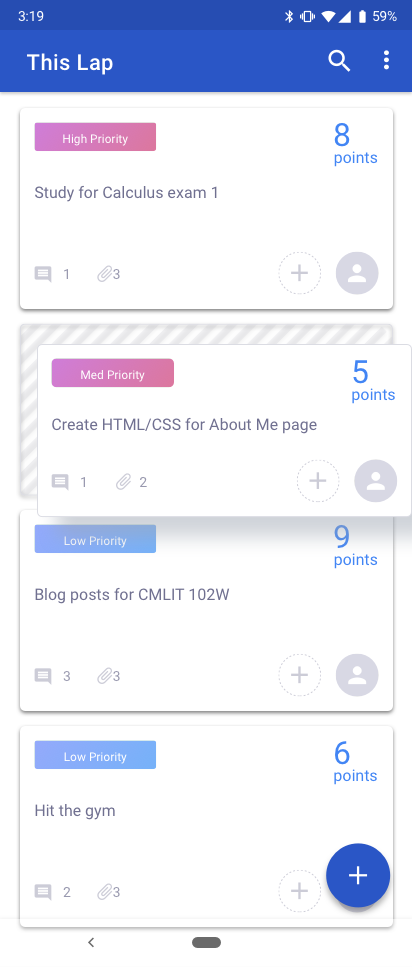 3:19
59%
This Lap
High Priority
8
points
Study for Calculus exam 1
1
3
Med Priority
5
points
Create HTML/CSS for About Me page
1
2
Low Priority
9
points
Blog posts for CMLIT 102W
3
3
Low Priority
6
points
Hit the gym
2
3